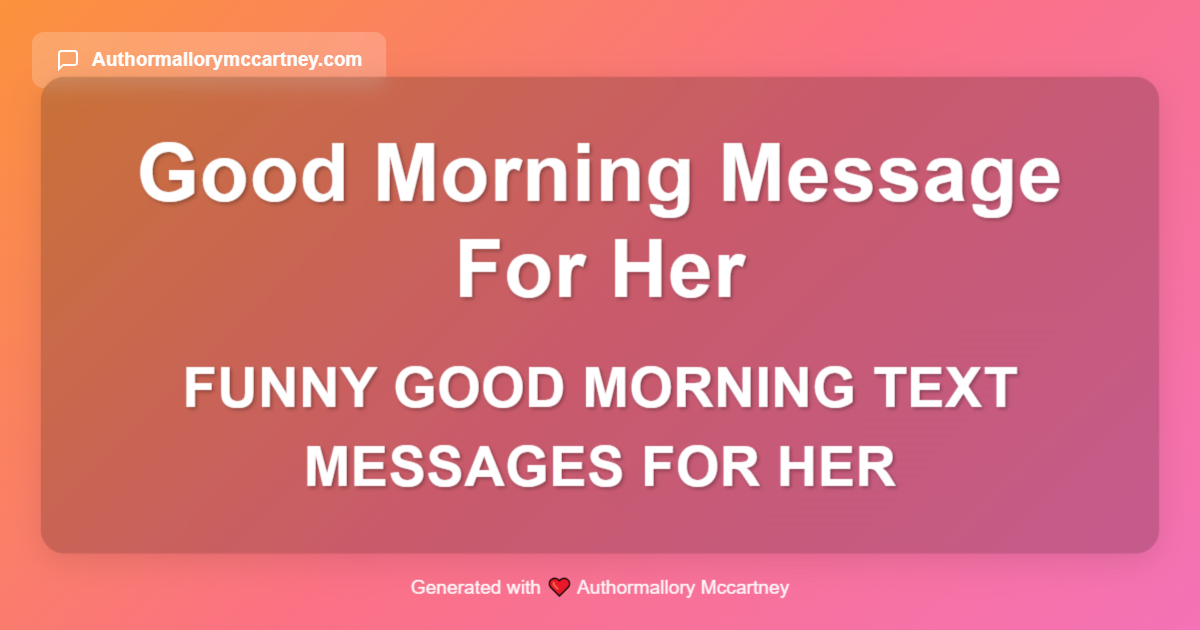 Authormallorymccartney.com
Good Morning Message
For Her
FUNNY GOOD MORNING TEXT
MESSAGES FOR HER
Generated with ❤️ Authormallory Mccartney